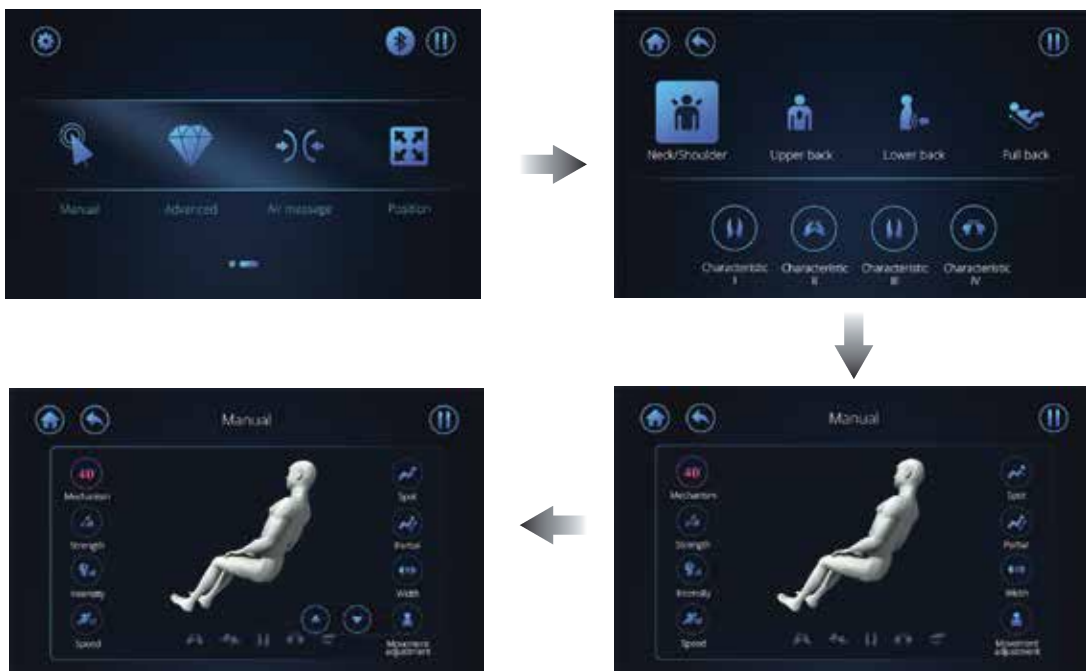 Manual Advanced Air massage Position
Neck/Shoulder Upper back Lower back Full back
Characteristic Characteristic Characteristic Characteristic
I II III IV
Manual
4D
Mechanism
Spot
Strength
Partial
Intensity
Width
Speed
Movement
adjustment
Manual
4D
Mechanism
Spot
Strength
Partial
Intensity
Width
Speed
Movement
adjustment